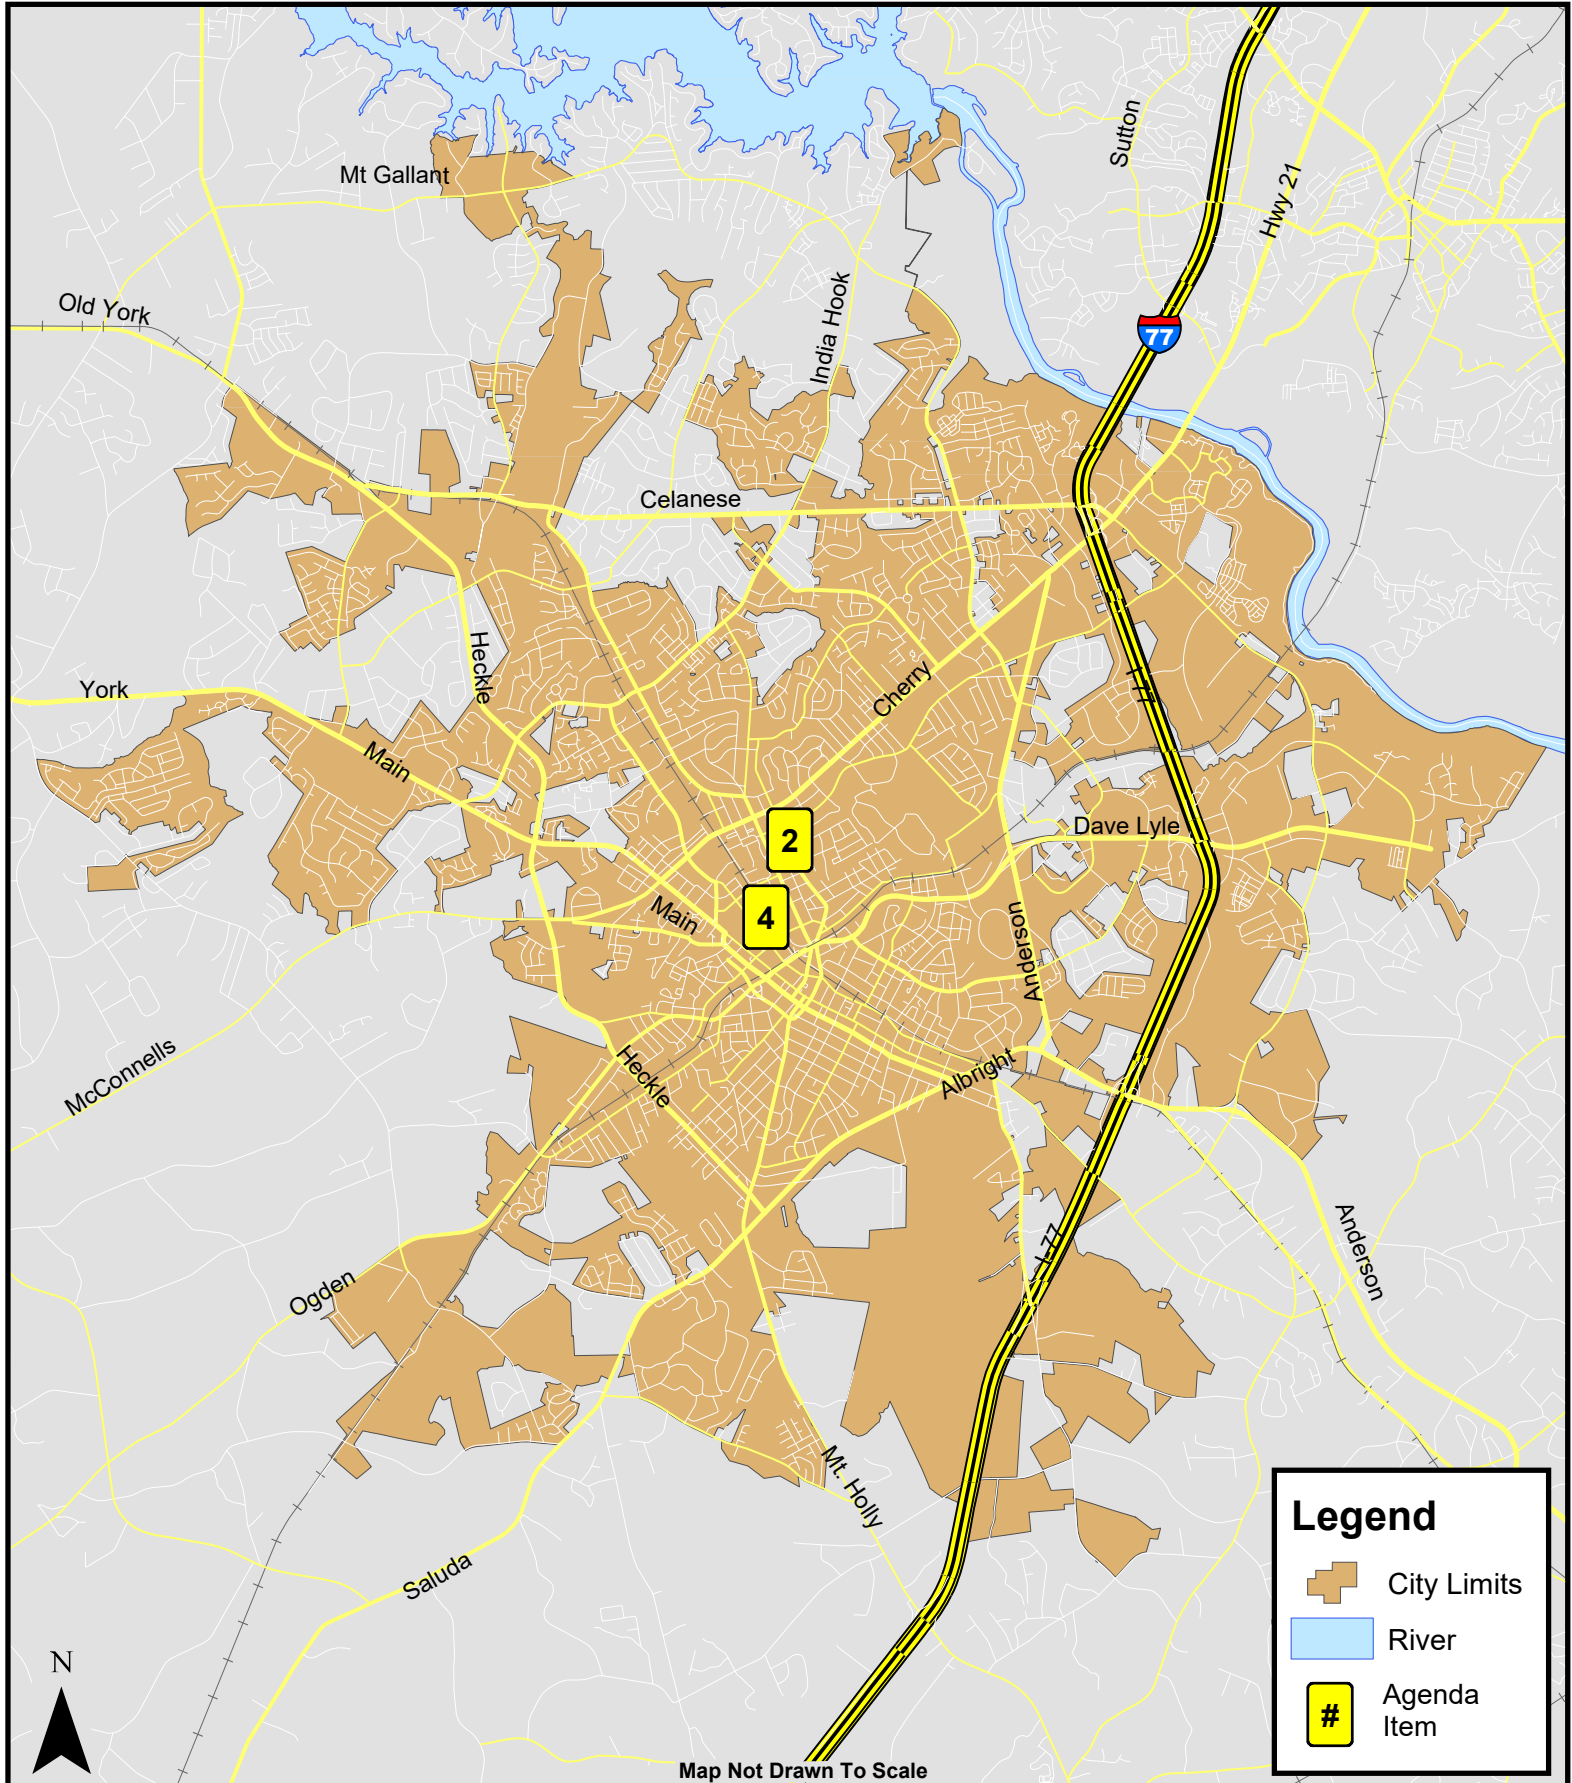 Sutton
Mt Gallant
Hwy 21
Old York
India Hook
77
Celanese
Heckle
York
Cherry
I-77
Main
2
Dave Lyle
4
Main
Anderson
McConnells
Heckle
Albright
I-77
Anderson
Ogden
Mt. Holly
Saluda
Legend
City Limits
River
#
Agenda
Item
N
Map Not Drawn To Scale